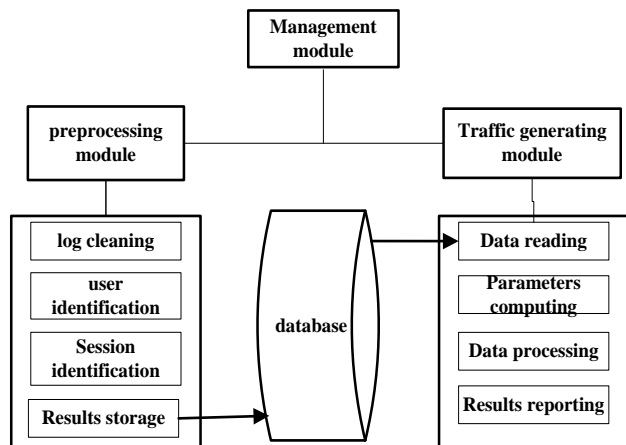 Management
module
preprocessing
module
Traffic generating
module
log cleaning
user
identification
Session
identification
Results storage
database
Data reading
Parameters
computing
Data processing
Results reporting